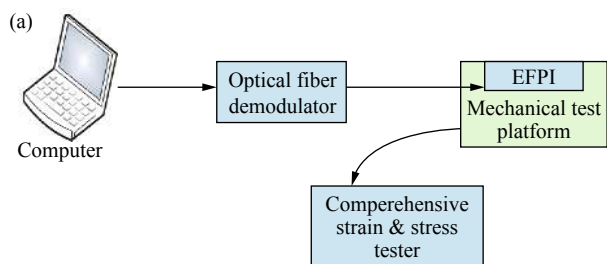 (a)
Computer
Optical fiber
demodulator
EFPI
Mechanical test
platform
Comperehensive
strain & stress
tester